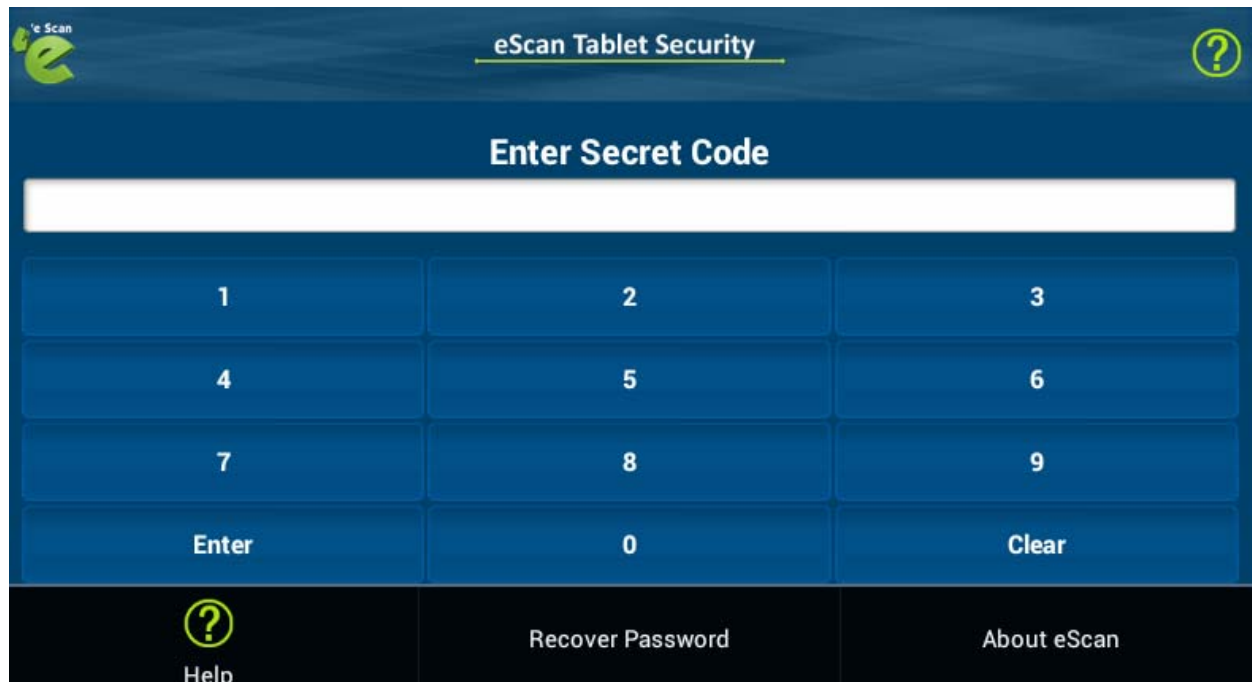 'e Scan
eScan Tablet Security
?
Enter Secret Code
1 2 3
4 5 6
7 8 9
Enter 0 Clear
?
Help Recover Password About eScan